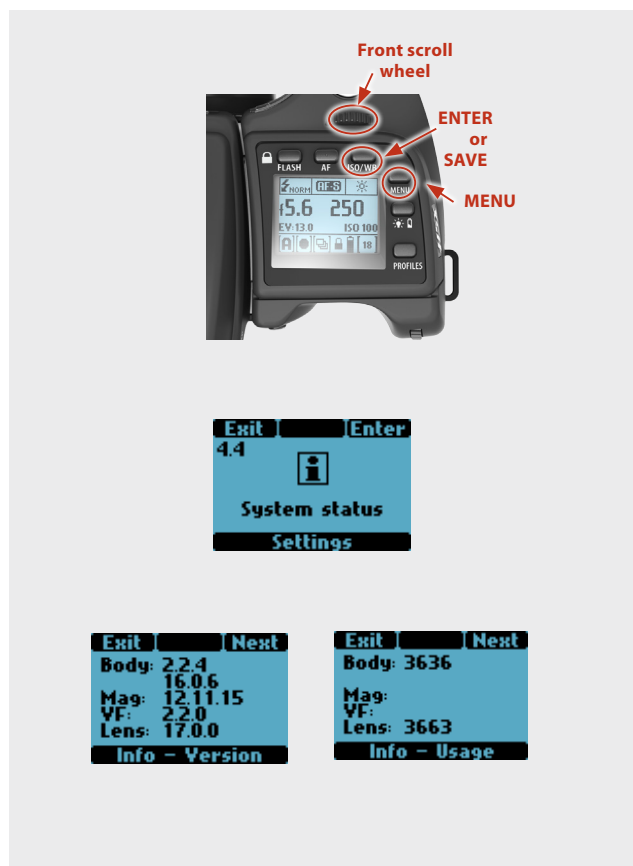 Front scroll
wheel
ENTER
or
SAVE
MENU
FLASH AF ISO/WB
MENU
NORM AF-S
f5.6 250
EV:13.0 ISO 100
A 18
PROFILES
Exit Enter
4.4
System status
Settings
Exit Next
Body: 2.2.4
16.0.6
Mag: 12.11.15
VF: 2.2.0
Lens: 17.0.0
Info - Version
Exit Next
Body: 3636
Mag:
VF:
Lens: 3663
Info - Usage